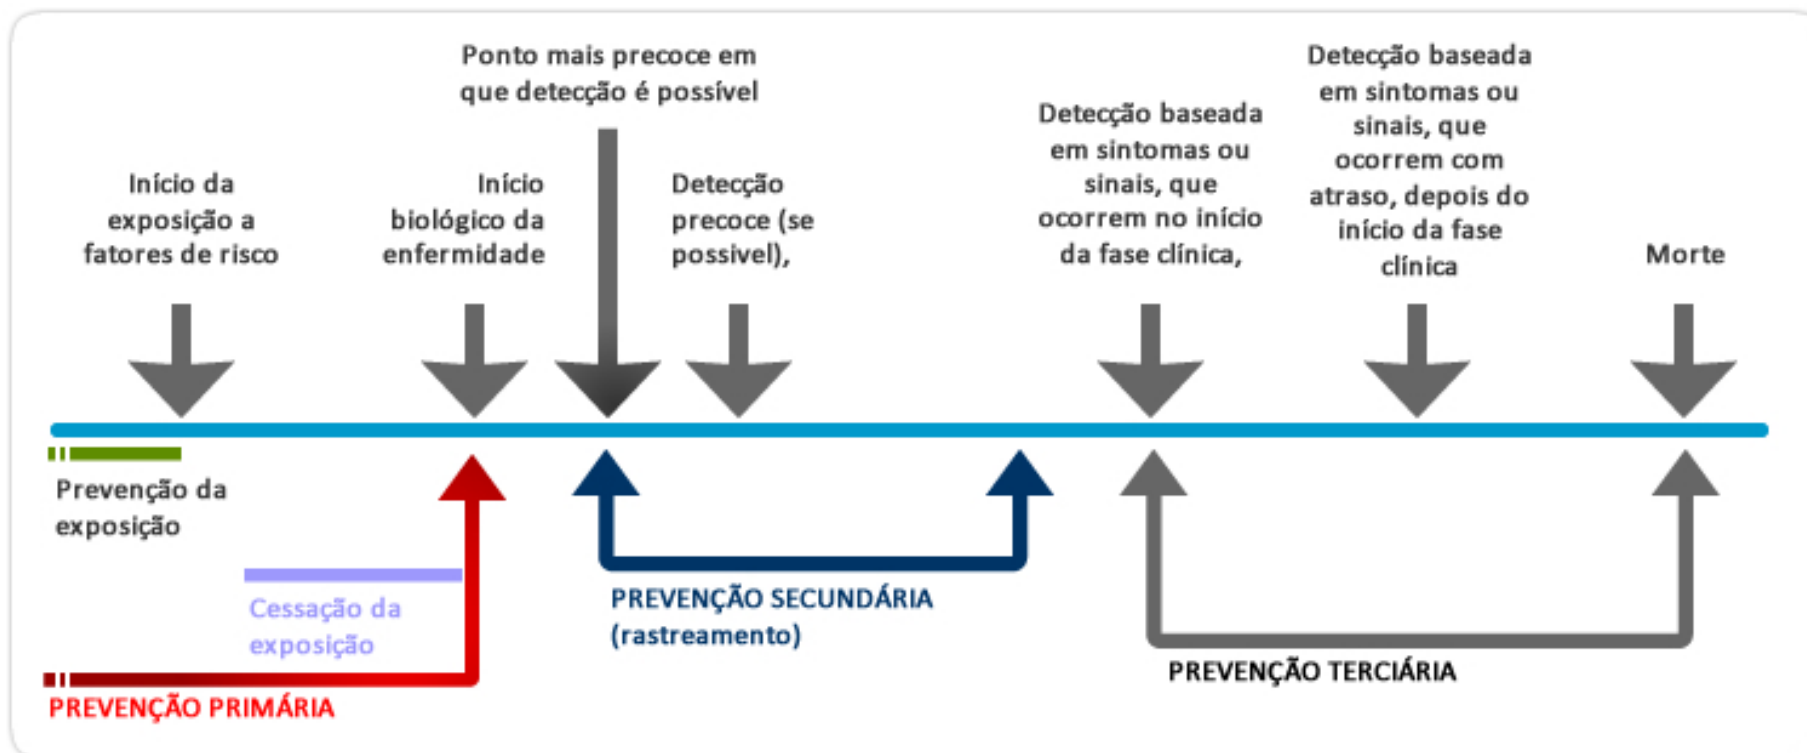 Ponto mais precoce em
que detecção é possível
Detecção baseada
em sintomas ou
sinais, que
ocorrem com
atraso, depois do
início da fase
clínica
Detecção baseada
em sintomas ou
sinais, que
ocorrem no início
da fase clínica,
Início da
exposição a
fatores de risco
Início
biológico da
enfermidade
Detecção
precoce (se
possivel),
Morte
Prevenção da
exposição
Cessação da
exposição
PREVENÇÃO SECUNDÁRIA
(rastreamento)
PREVENÇÃO TERCIÁRIA
PREVENÇÃO PRIMÁRIA